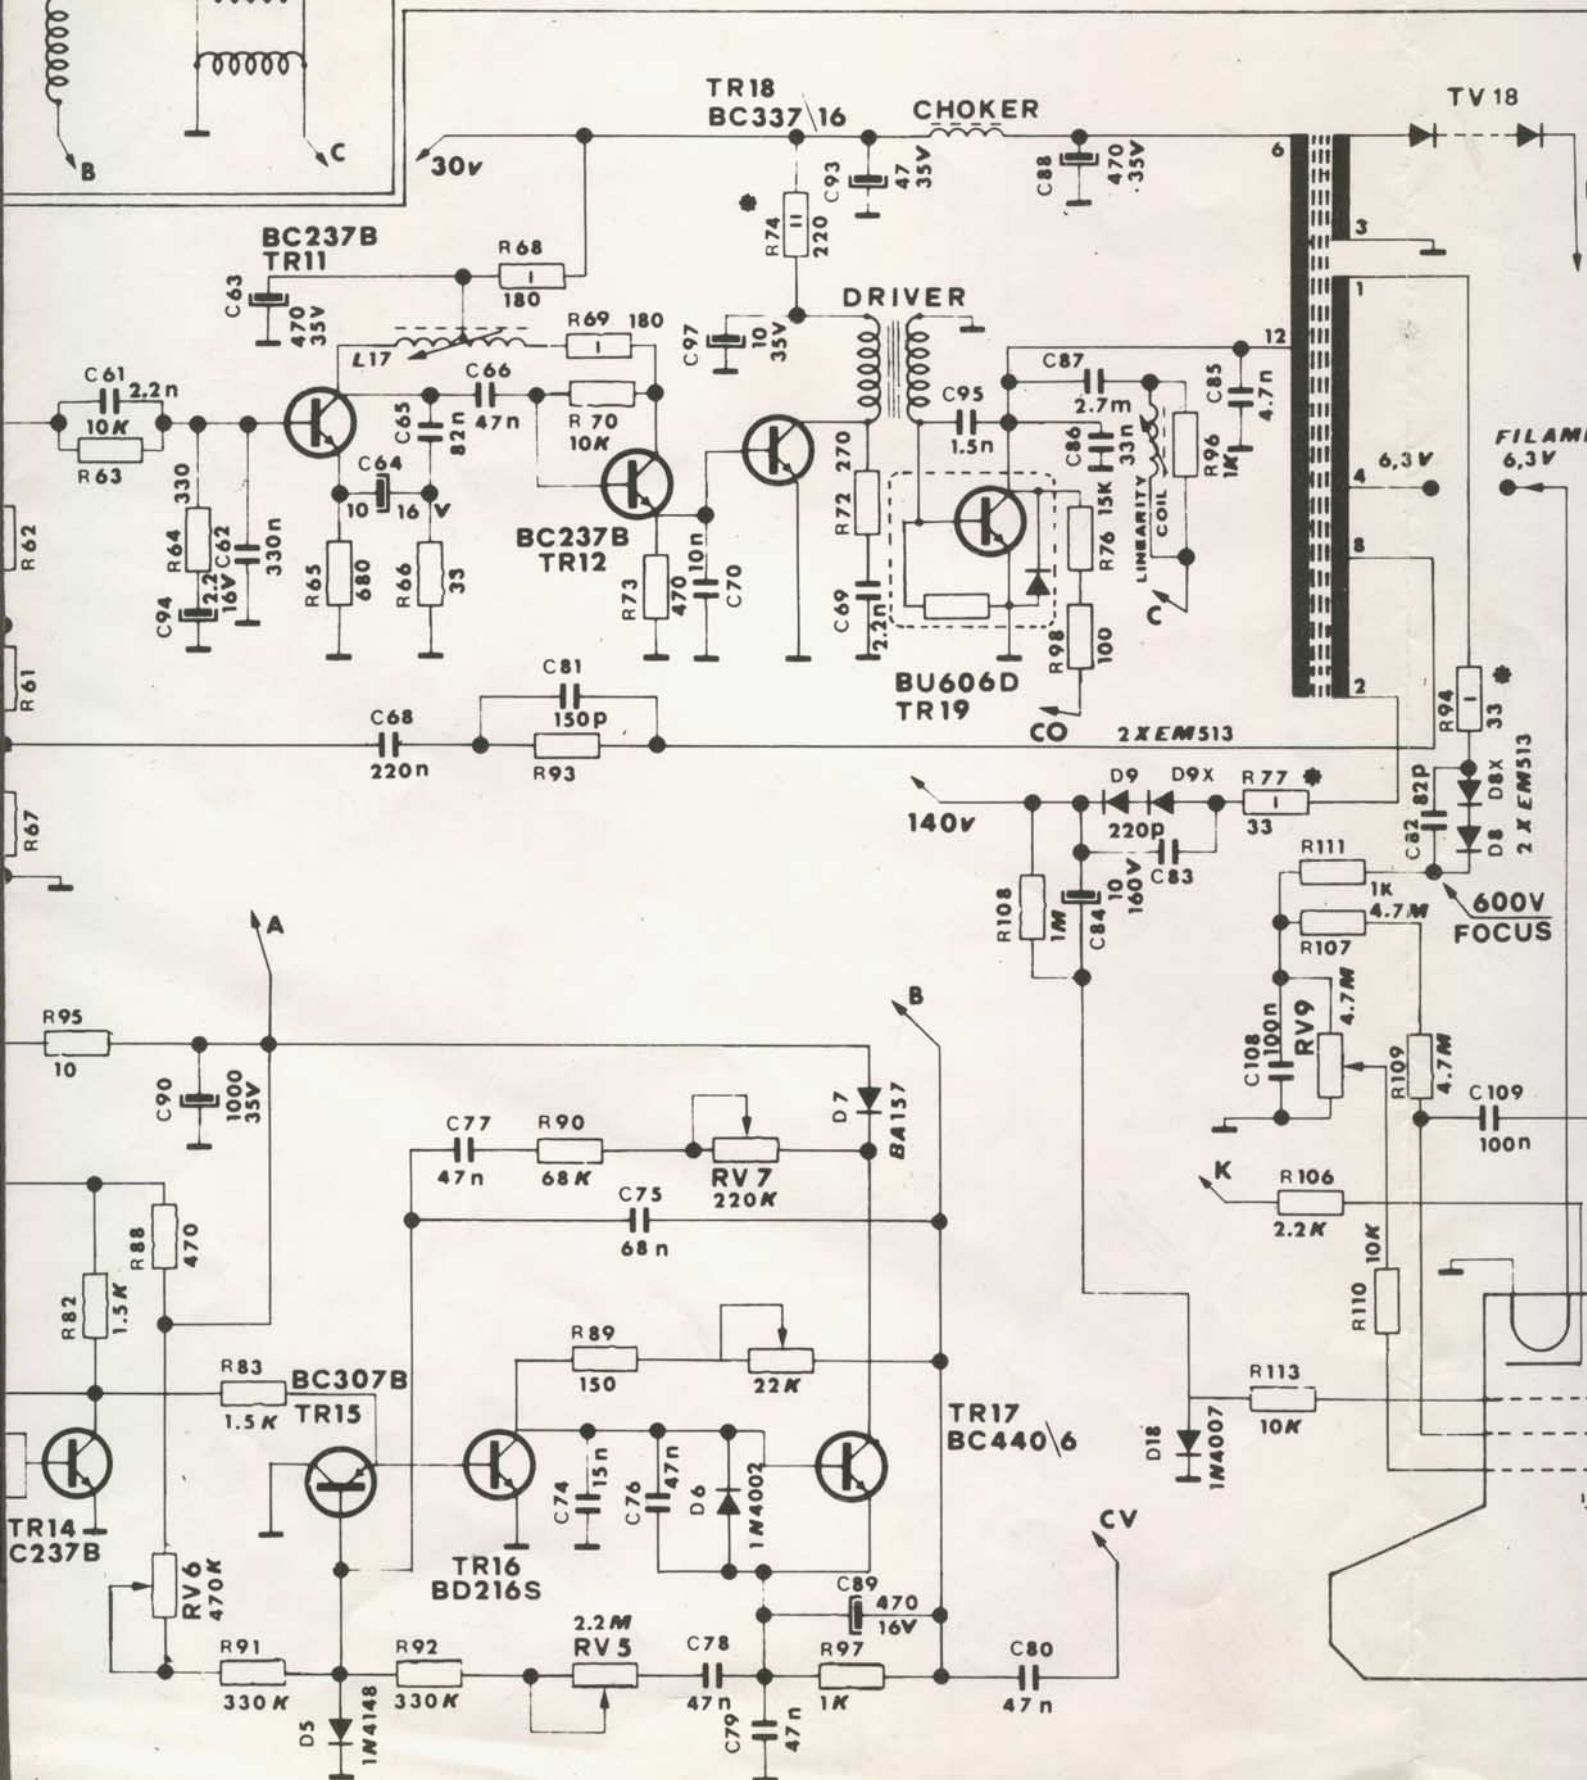 B
C
30v
TR18
BC337\16
CHOKER
TV 18
C93
47
35V
C88
470
35V
6
3
R74
220
BC237B
TR11
R68
180
C63
470
35V
L17
R69
180
C97
10
35V
DRIVER
1
12
C61
2.2n
10K
R63
C66
47n
R70
10K
C65
82n
C64
10
16 V
C95
1.5n
C87
2.7m
C86
33n
15K
C85
4.7n
R96
1K
LINEARITY
COIL
C
6,3V
4
8
2
FILAME
6,3V
R62
R64
330
C62
330n
C94
2.2
16V
R65
680
R66
33
BC237B
TR12
R73
470
10n
C70
R72
270
C69
2.2n
R76
R98
100
BU606D
TR19
CO
R61
C81
150p
C68
220n
R93
2XEM513
R94
33
D9
D9X
R77
33
140v
220p
C83
C82
82p
D8X
D8
2XEM513
R67
R108
1M
C84
10
160V
R111
1K
4.7M
R107
600V
FOCUS
A
B
R95
10
C90
1000
35V
C108
100n
RV9
4.7M
R109
4.7M
C109
100n
C77
47n
R90
68K
RV7
220K
D7
BA157
C75
68n
K
R106
2.2K
R88
470
R82
1.5K
R110
10K
R89
150
22K
R83
1.5K
BC307B
TR15
TR17
BC440\6
R113
10K
D18
1N4007
C74
15n
C76
47n
D6
1N4002
TR14
C237B
TR16
BD216S
RV6
470K
CV
C89
470
16V
2.2M
RV5
R91
330K
R92
330K
C78
47n
R97
1K
C80
47n
D5
1N4148
C79
47n